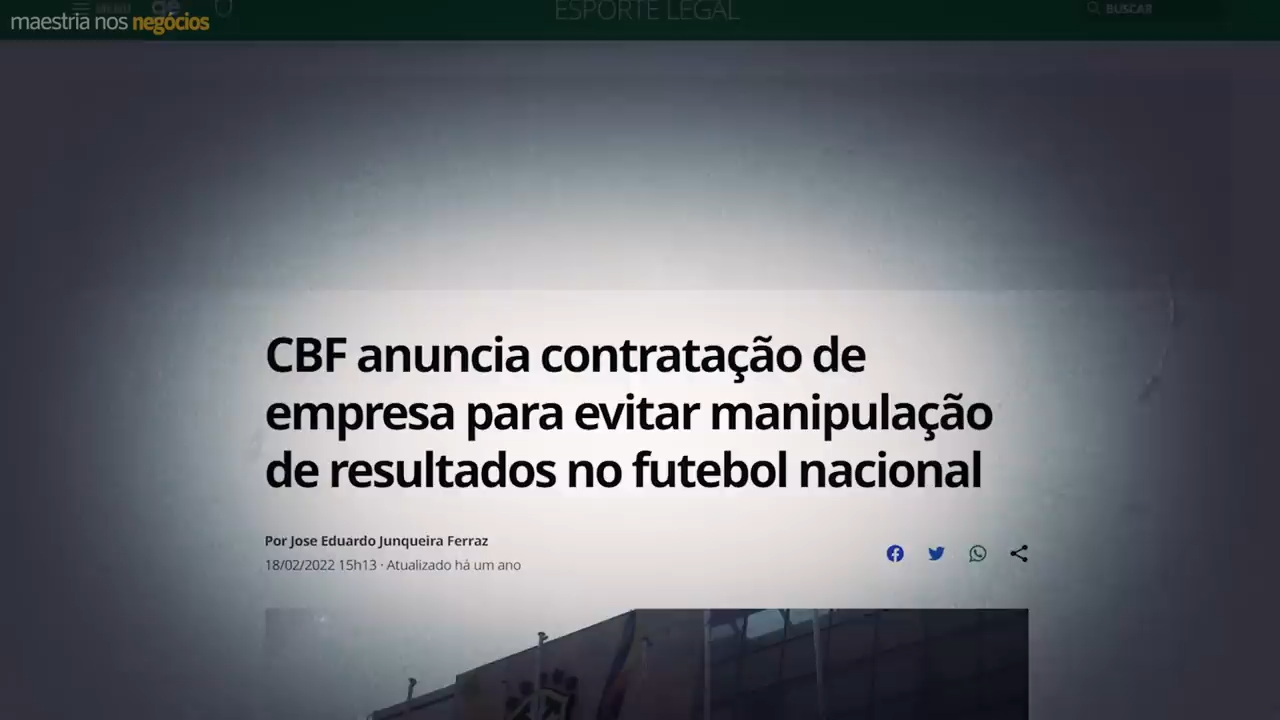 maestria nos negócios
ge
ESPORTE LEGAL
BUSCAR
CBF anuncia contratação de
empresa para evitar manipulação
de resultados no futebol nacional
Por Jose Eduardo Junqueira Ferraz
18/02/2022 15h13 · Atualizado há um ano